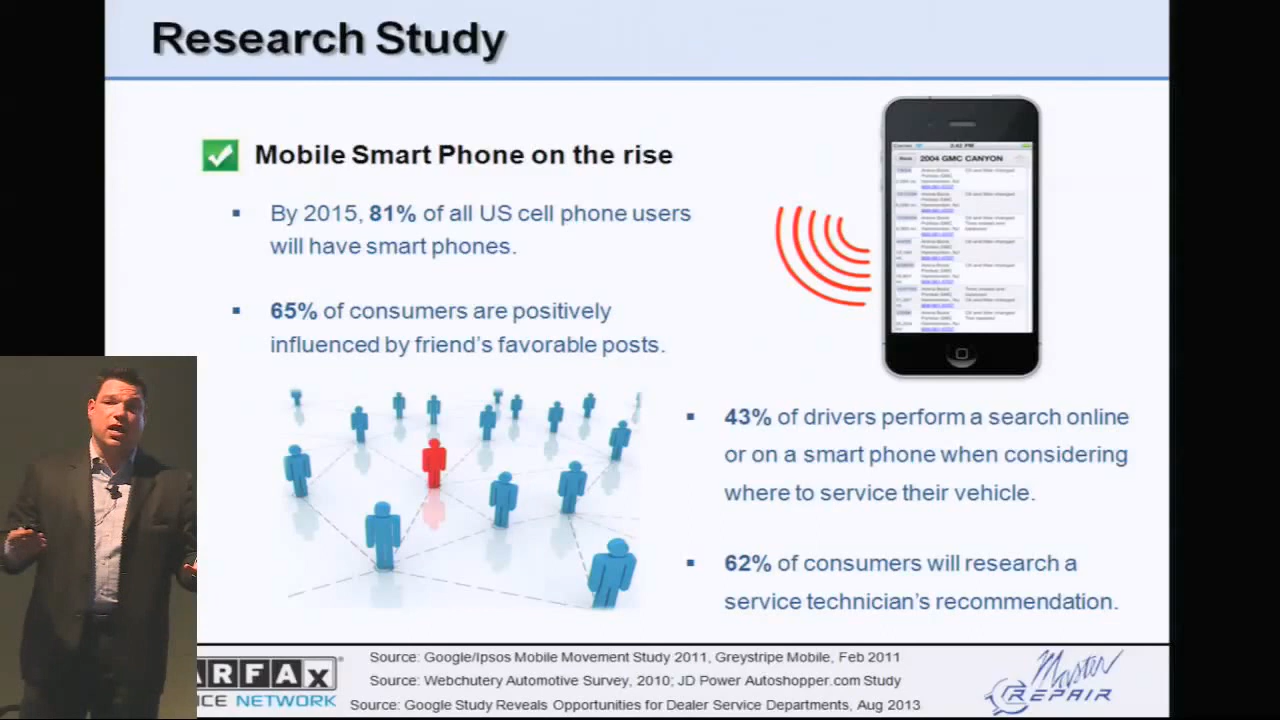 Research Study
Mobile Smart Phone on the rise
By 2015, 81% of all US cell phone users
will have smart phones.
65% of consumers are positively
influenced by friend's favorable posts.
2:42 PM
2004 GMC CANYON
43% of drivers perform a search online
or on a smart phone when considering
where to service their vehicle.
62% of consumers will research a
service technician's recommendation.
Source: Google/Ipsos Mobile Movement Study 2011, Greystripe Mobile, Feb 2011
Source: Webchutery Automotive Survey, 2010; JD Power Autoshopper.com Study
Source: Google Study Reveals Opportunities for Dealer Service Departments, Aug 2013
ARFAX
ICE NETWORK
Master
REPAIR